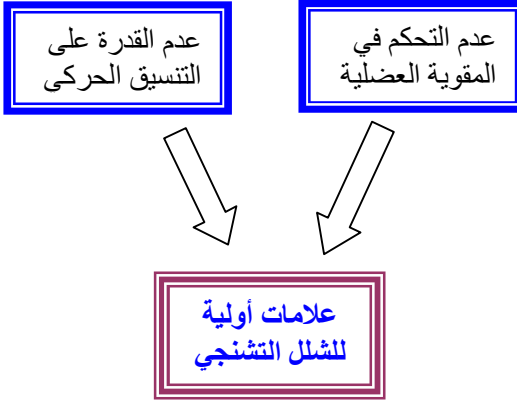 عدم التحكم في
المقوية العضلية
عدم القدرة على
التنسيق الحركى
علامات أولية
للشلل التشنجي